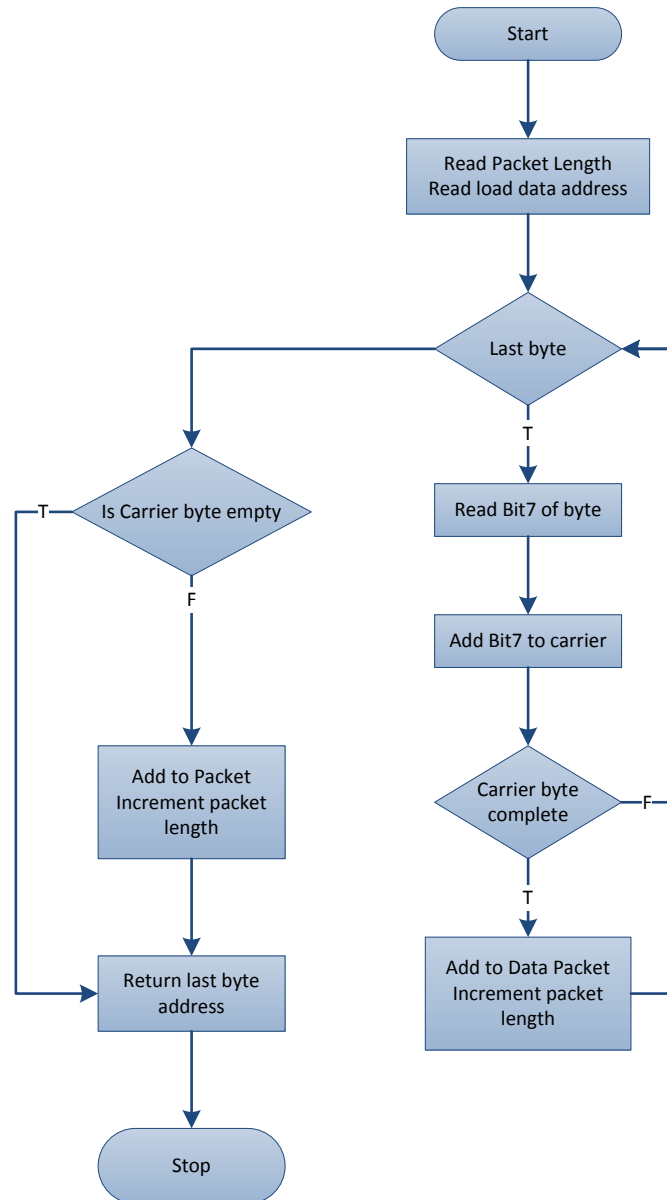 Start
Read Packet Length
Read load data address
Last byte
T
Is Carrier byte empty
T
Read Bit7 of byte
F
Add Bit7 to carrier
Add to Packet
Increment packet
length
Carrier byte
complete
F
T
Return last byte
address
Add to Data Packet
Increment packet
length
Stop